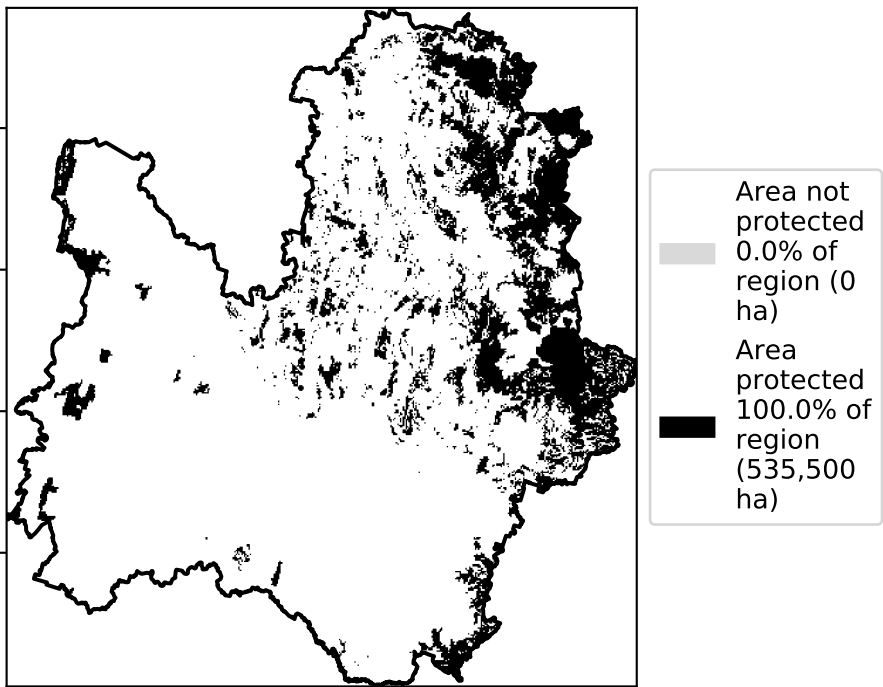 Area not
protected
0.0% of
region (0
ha)
Area
protected
100.0% of
region
(535,500
ha)